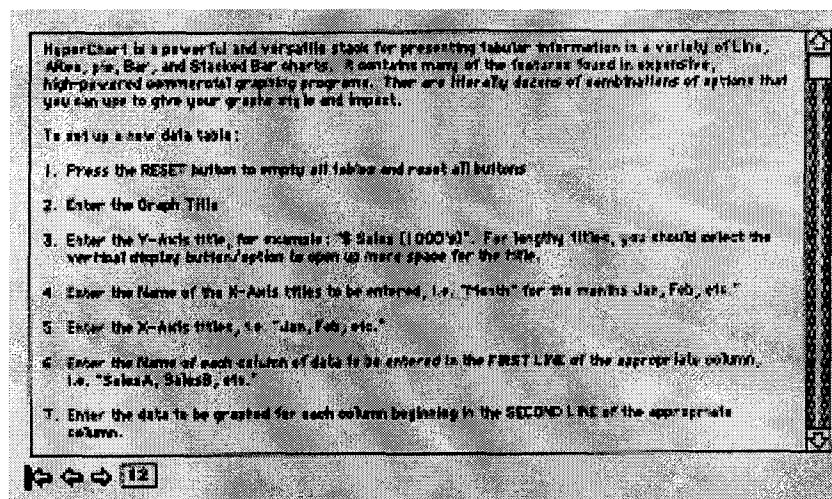 HyperChart is a powerful and versatile stack for presenting tabular information in a variety of Line,
Area, pie, Bar, and Stacked Bar charts. It contains many of the features found in expensive,
high-powered commercial graphing programs. Ther are literally dozens of combinations of options that
you can use to give your graphs style and impact.
To set up a new data table:
1. Press the RESET button to empty all tables and reset all buttons
2. Enter the Graph Title
3. Enter the Y-Axis title, for example: "$ Sales (1000's)". For lengthy titles, you should select the
vertical display button/option to open up more space for the title.
4. Enter the Name of the X-Axis titles to be entered, i.e. "Month" for the months Jan, Feb, etc."
5. Enter the X-Axis titles, i.e. "Jan, Feb, etc."
6. Enter the Name of each column of data to be entered in the FIRST LINE of the appropriate column,
i.e. "SalesA, SalesB, etc."
7. Enter the data to be graphed for each column beginning in the SECOND LINE of the appropriate
column.
12